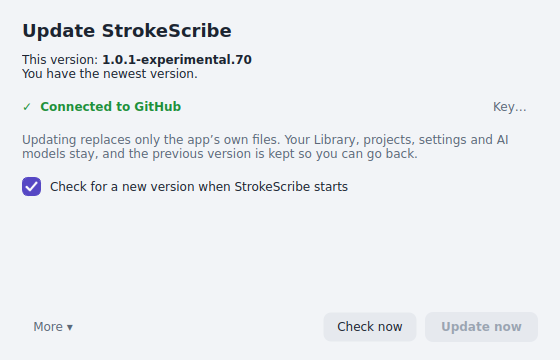 Update StrokeScribe
This version: 1.0.1-experimental.70
You have the newest version.
✓ Connected to GitHub
Key...
Updating replaces only the app’s own files. Your Library, projects, settings and AI
models stay, and the previous version is kept so you can go back.
Check for a new version when StrokeScribe starts
More ▾
Check now
Update now